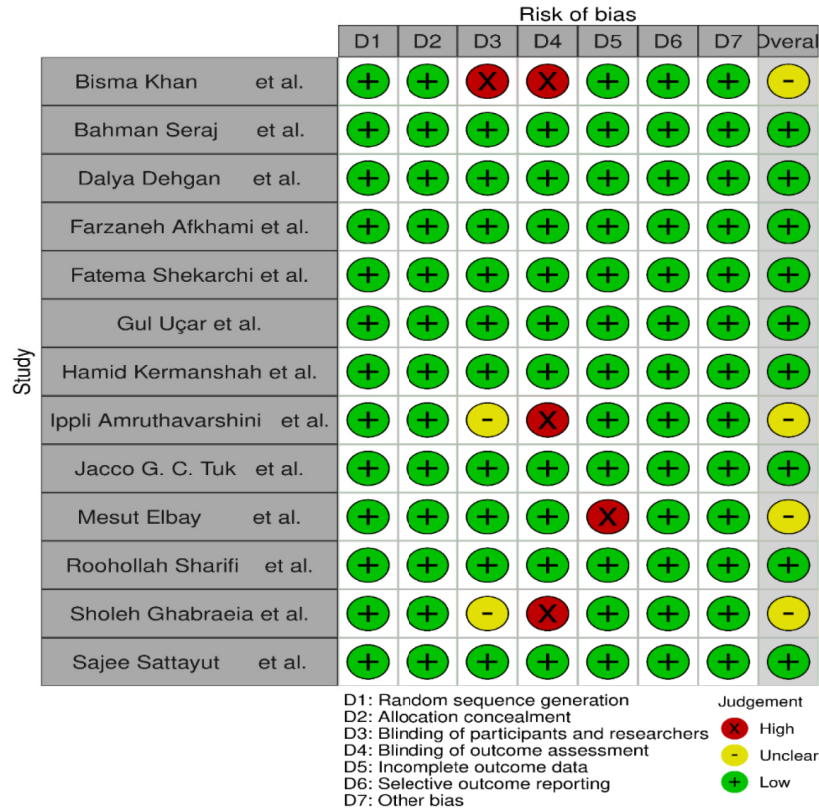 Risk of bias
D1 D2 D3 D4 D5 D6 D7 Overal
Study
Bisma Khan et al. + + X X + + + -
Bahman Seraj et al. + + + + + + + +
Dalya Dehgan et al. + + + + + + + +
Farzaneh Afkhami et al. + + + + + + + +
Fatema Shekarchi et al. + + + + + + + +
Gul Uçar et al. + + + + + + + +
Hamid Kermanshah et al. + + + + + + + +
Ippli Amruthavarshini et al. + + - X + + + -
Jacco G. C. Tuk et al. + + + + + + + +
Mesut Elbay et al. + + + + X + + -
Roohollah Sharifi et al. + + + + + + + +
Sholeh Ghabraeia et al. + + - X + + + -
Sajee Sattayut et al. + + + + + + + +
D1: Random sequence generation
D2: Allocation concealment
D3: Blinding of participants and researchers
D4: Blinding of outcome assessment
D5: Incomplete outcome data
D6: Selective outcome reporting
D7: Other bias
Judgement
X High
- Unclear
+ Low